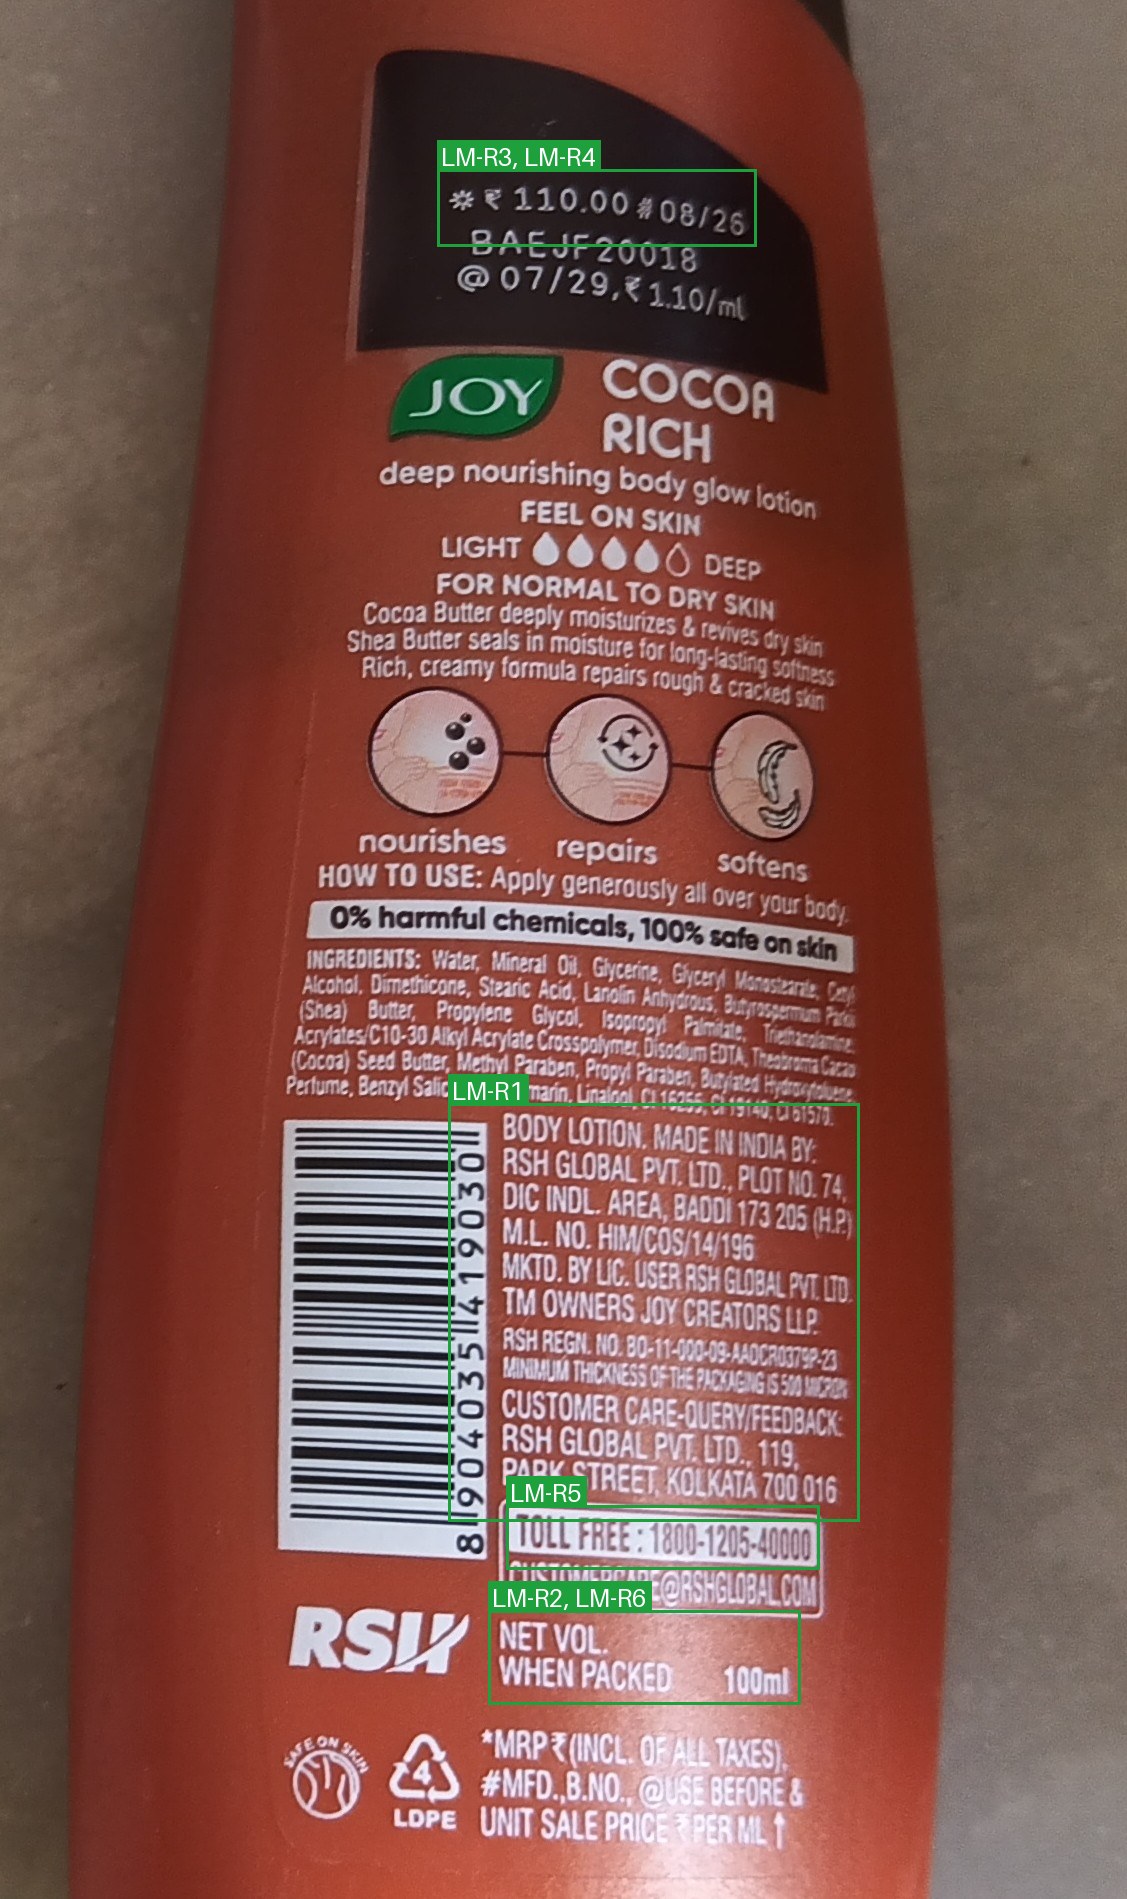 LM-R3, LM-R4
* ₹ 110.00 #08/26
BAEJF20018
@ 07/29, ₹1.10/ml
JOY
COCOA
RICH
deep nourishing body glow lotion
FEEL ON SKIN
LIGHT DEEP
FOR NORMAL TO DRY SKIN
Cocoa Butter deeply moisturizes & revives dry skin
Shea Butter seals in moisture for long-lasting softness
Rich, creamy formula repairs rough & cracked skin
nourishes repairs softens
HOW TO USE: Apply generously all over your body.
0% harmful chemicals, 100% safe on skin
INGREDIENTS: Water, Mineral Oil, Glycerine, Glyceryl Monostearate, Cetyl
Alcohol, Dimethicone, Stearic Acid, Lanolin Anhydrous, Butyrospermum Parkii
(Shea) Butter, Propylene Glycol, Isopropyl Palmitate, Triethanolamine,
Acrylates/C10-30 Alkyl Acrylate Crosspolymer, Disodium EDTA, Theobroma Cacao
(Cocoa) Seed Butter, Methyl Paraben, Propyl Paraben, Butylated Hydroxytoluene,
Perfume, Benzyl Linalool, CI 16255, CI 19140, CI 61570.
LM-R1
BODY LOTION. MADE IN INDIA BY:
RSH GLOBAL PVT. LTD., PLOT NO. 74,
DIC INDL. AREA, BADDI 173 205 (H.P.)
M.L. NO. HIM/COS/14/196
MKTD. BY LIC. USER RSH GLOBAL PVT. LTD.
TM OWNERS JOY CREATORS LLP.
RSH REGN. NO. BO-11-000-09-AAOCR0379P-23
MINIMUM THICKNESS OF THE PACKAGING IS 500 MICRON
CUSTOMER CARE-QUERY/FEEDBACK:
RSH GLOBAL PVT. LTD., 119,
PARK STREET, KOLKATA 700 016
LM-R5
TOLL FREE : 1800-1205-40000
CUSTOMERCARE@RSHGLOBAL.COM
8904035419030
LM-R2, LM-R6
RSH
NET VOL.
WHEN PACKED 100ml
SAFE ON SKIN
4
LDPE
*MRP ₹ (INCL. OF ALL TAXES),
#MFD.,B.NO., @USE BEFORE &
UNIT SALE PRICE ₹ PER ML ↑